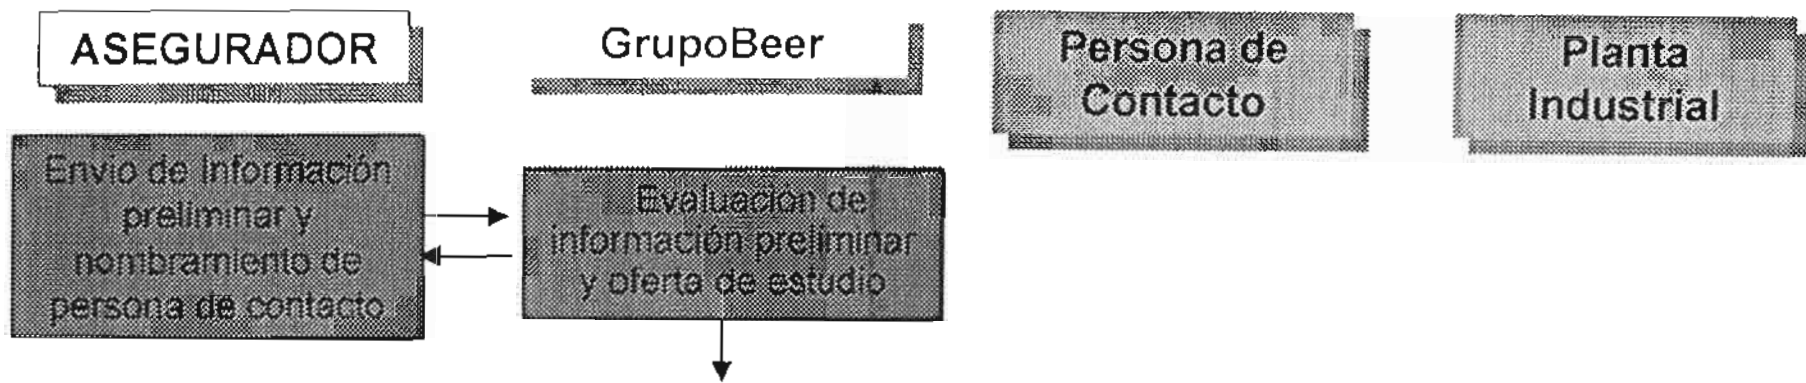 ASEGURADOR
GrupoBeer
Persona de
Contacto
Planta
Industrial
Envio de Información
preliminar y
nombramiento de
persona de contacto
Evaluación de
información preliminar
y oferta de estudio